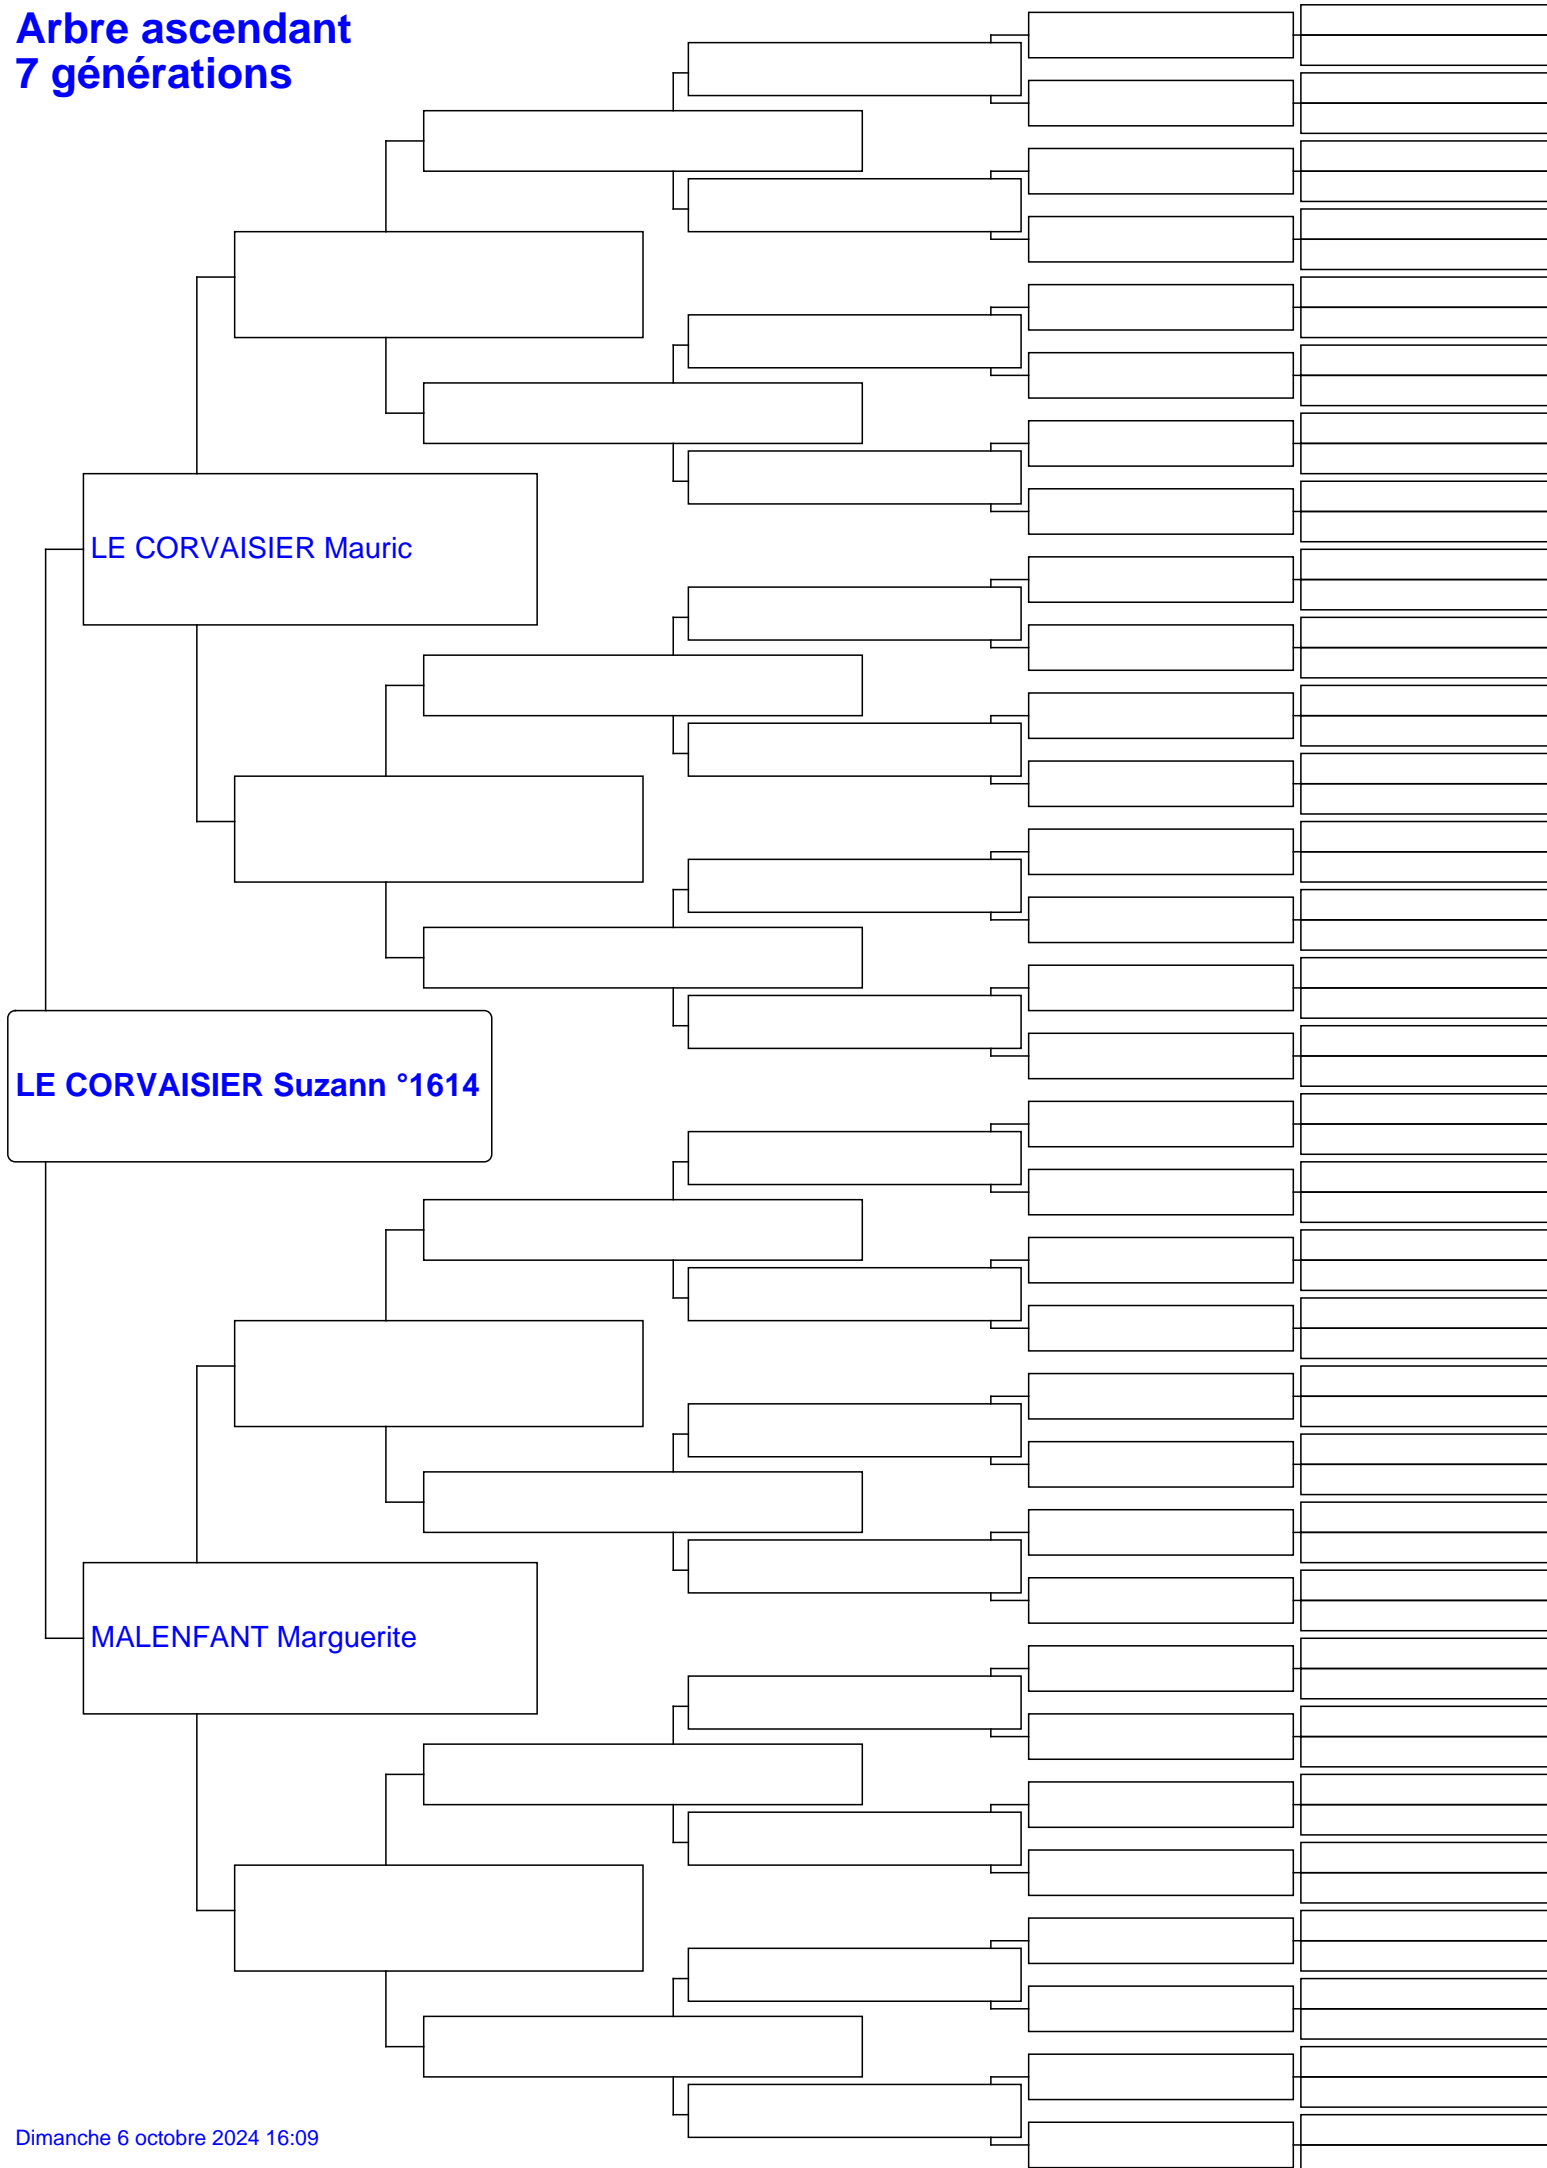 Arbre ascendant
7 générations
LE CORVAISIER Mauric
LE CORVAISIER Suzann °1614
MALENFANT Marguerite
Dimanche 6 octobre 2024 16:09